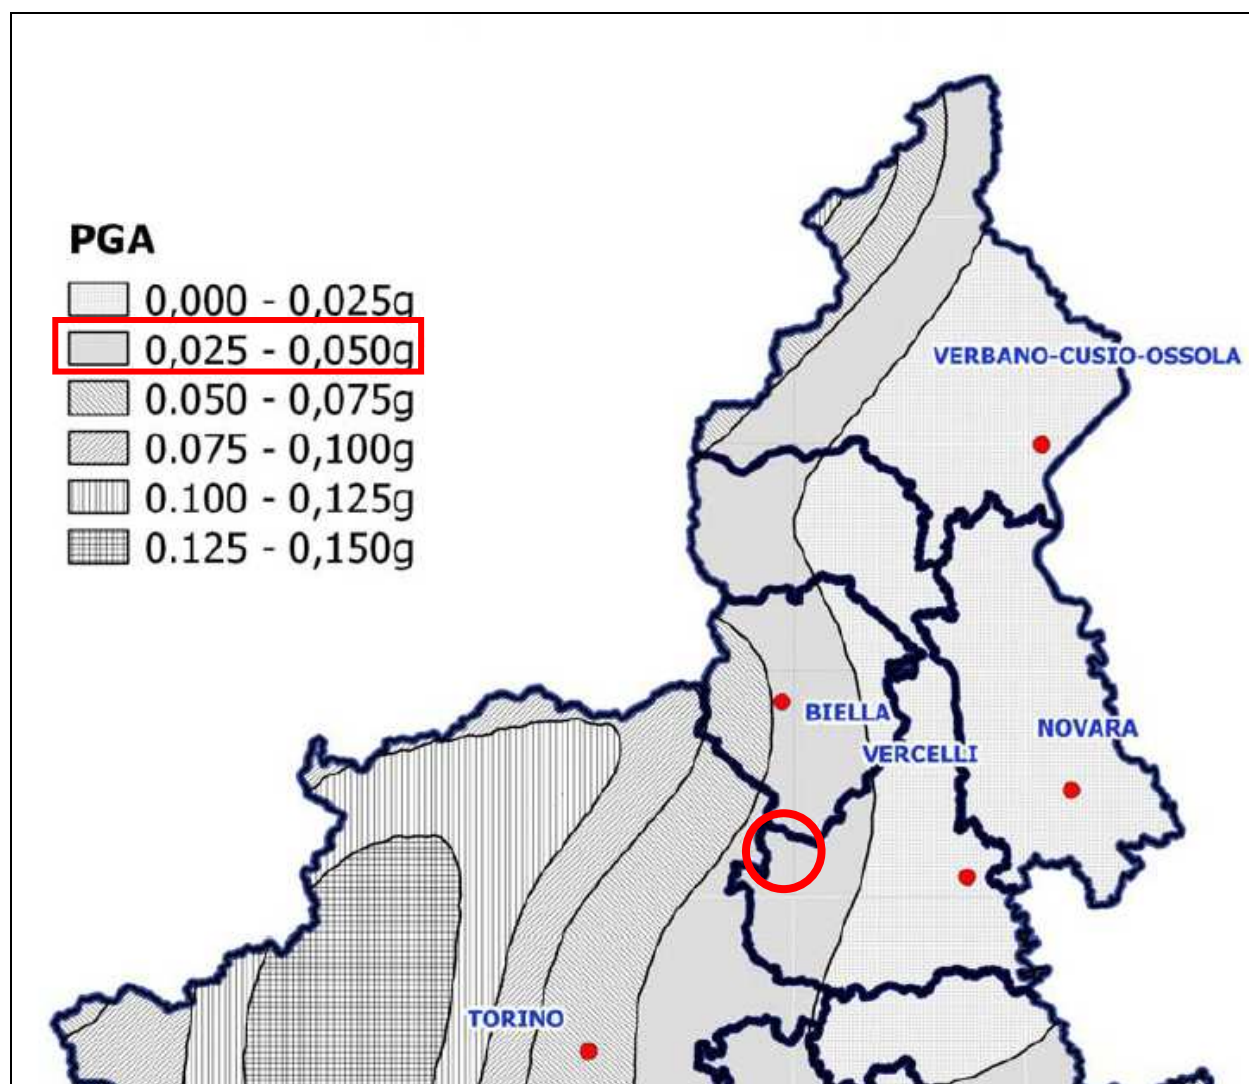 PGA
0,000 - 0,025g
0,025 - 0,050g
0.050 - 0,075g
0.075 - 0,100g
0.100 - 0,125g
0.125 - 0,150g
VERBANO-CUSIO-OSSOLA
BIELLA
NOVARA
VERCELLI
TORINO